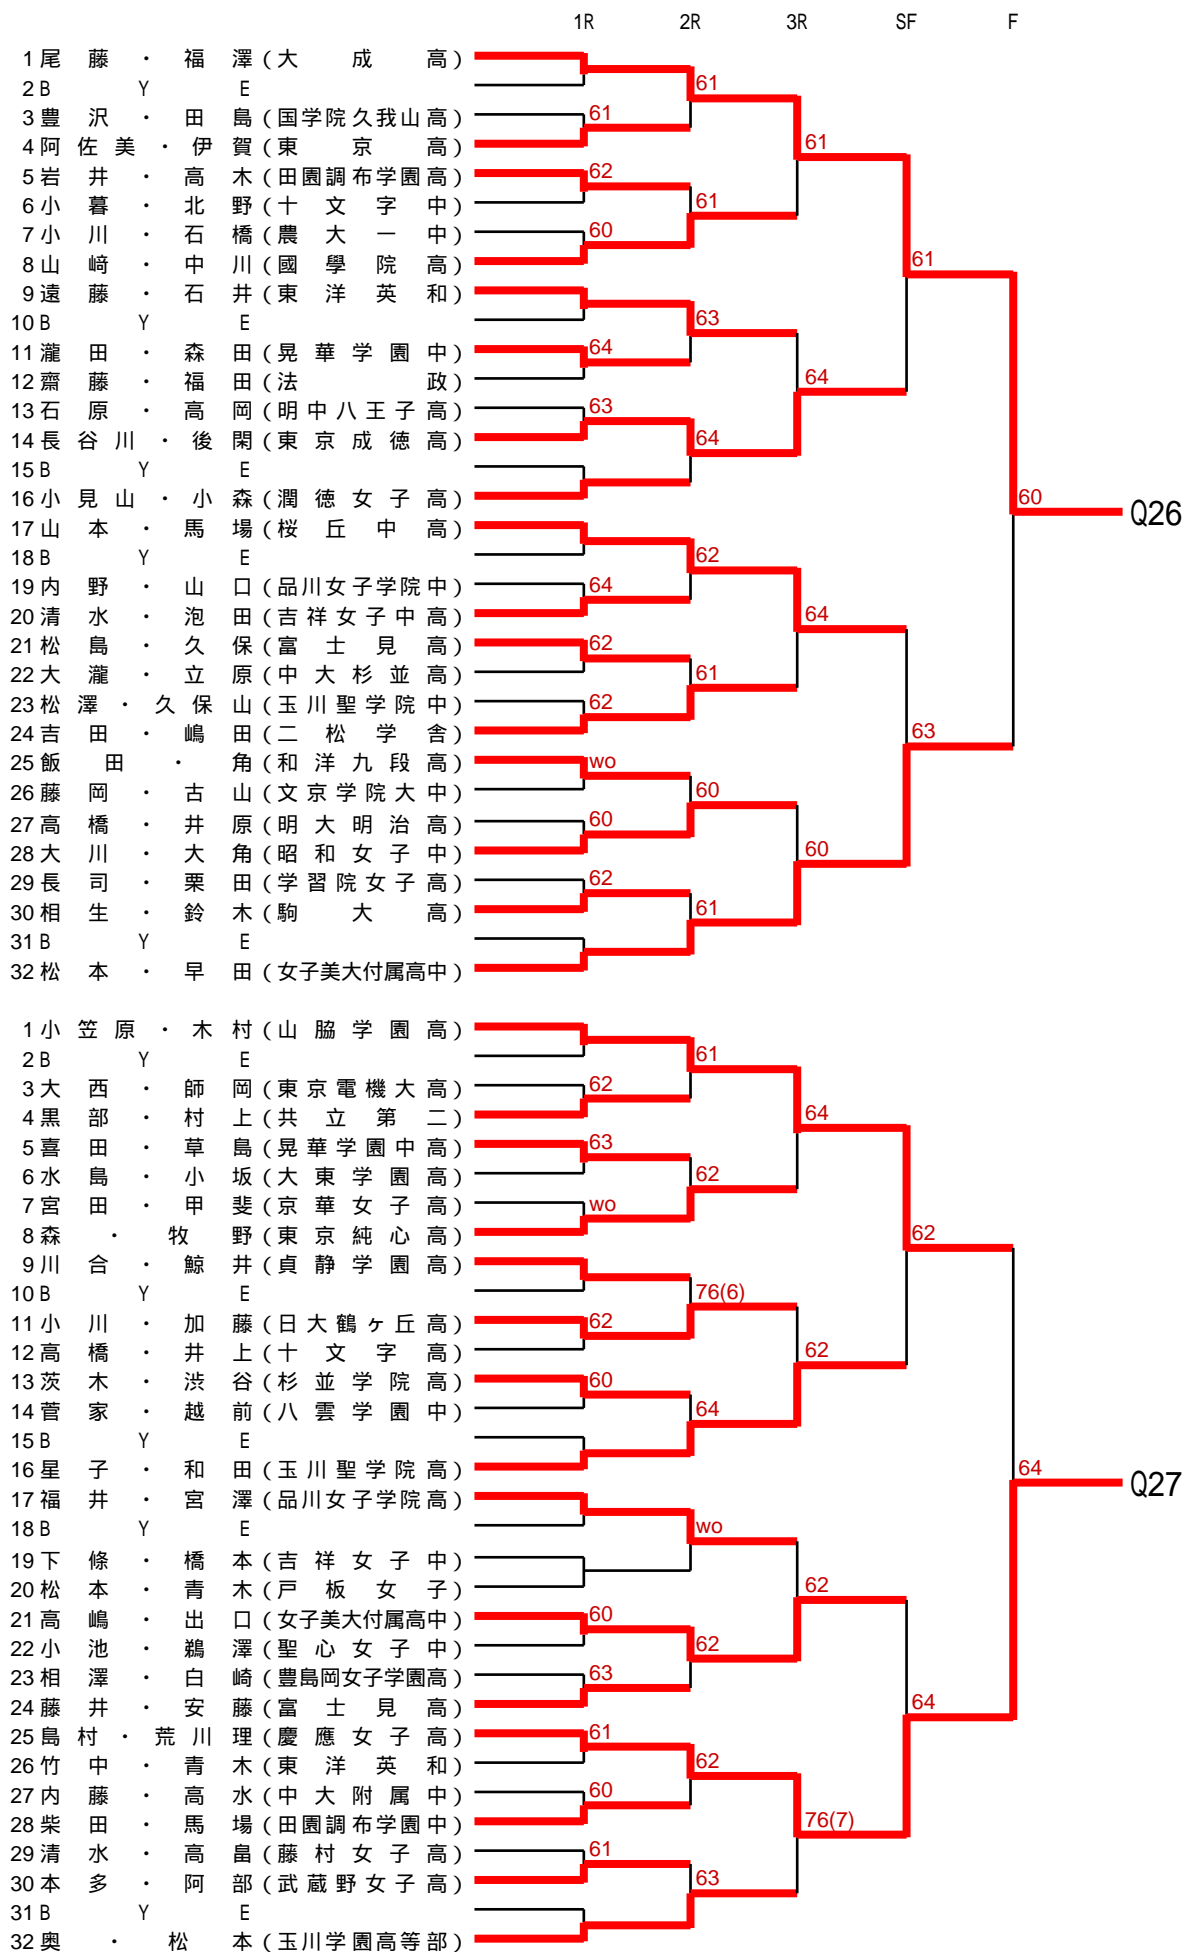 1R 2R 3R SF F
1 尾藤・福澤(大成高)
2 BYE 61
3 豊沢・田島(国学院久我山高) 61
4 阿佐美・伊賀(東京高) 61
5 岩井・高木(田園調布学園高) 62
6 小暮・北野(十文字中) 61
7 小川・石橋(農大一中) 60
8 山﨑・中川(國學院高) 61
9 遠藤・石井(東洋英和)
10 BYE 63
11 瀧田・森田(晃華学園中) 64
12 齋藤・福田(法政) 64
13 石原・高岡(明中八王子高) 63
14 長谷川・後閑(東京成徳高) 64
15 BYE
16 小見山・小森(潤徳女子高) 60
Q26
17 山本・馬場(桜丘中高)
18 BYE 62
19 内野・山口(品川女子学院中) 64
20 清水・泡田(吉祥女子中高) 64
21 松島・久保(富士見高) 62
22 大瀧・立原(中大杉並高) 61
23 松澤・久保山(玉川聖学院中) 62
24 吉田・嶋田(二松学舎) 63
25 飯田・角(和洋九段高) wo
26 藤岡・古山(文京学院大中) 60
27 高橋・井原(明大明治高) 60
28 大川・大角(昭和女子中) 60
29 長司・栗田(学習院女子高) 62
30 相生・鈴木(駒大高) 61
31 BYE
32 松本・早田(女子美大付属高中)
1 小笠原・木村(山脇学園高)
2 BYE 61
3 大西・師岡(東京電機大高) 62
4 黒部・村上(共立第二) 64
5 喜田・草島(晃華学園中高) 63
6 水島・小坂(大東学園高) 62
7 宮田・甲斐(京華女子高) wo
8 森・牧野(東京純心高) 62
9 川合・鯨井(貞静学園高)
10 BYE 76(6)
11 小川・加藤(日大鶴ヶ丘高) 62
12 高橋・井上(十文字高) 62
13 茨木・渋谷(杉並学院高) 60
14 菅家・越前(八雲学園中) 64
15 BYE
16 星子・和田(玉川聖学院高) 64
Q27
17 福井・宮澤(品川女子学院高)
18 BYE wo
19 下條・橋本(吉祥女子中)
20 松本・青木(戸板女子) 62
21 高嶋・出口(女子美大付属高中) 60
22 小池・鵜澤(聖心女子中) 62
23 相澤・白崎(豊島岡女子学園高) 63
24 藤井・安藤(富士見高) 64
25 島村・荒川理(慶應女子高) 61
26 竹中・青木(東洋英和) 62
27 内藤・高水(中大附属中) 60
28 柴田・馬場(田園調布学園中) 76(7)
29 清水・高畠(藤村女子高) 61
30 本多・阿部(武蔵野女子高) 63
31 BYE
32 奥・松本(玉川学園高等部)